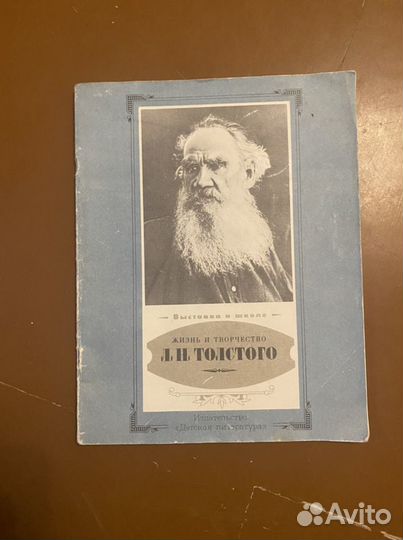 Выставка в школе
ЖИЗНЬ И ТВОРЧЕСТВО
Л. Н. ТОЛСТОГО
Издательство
«Детская литература»
Avito